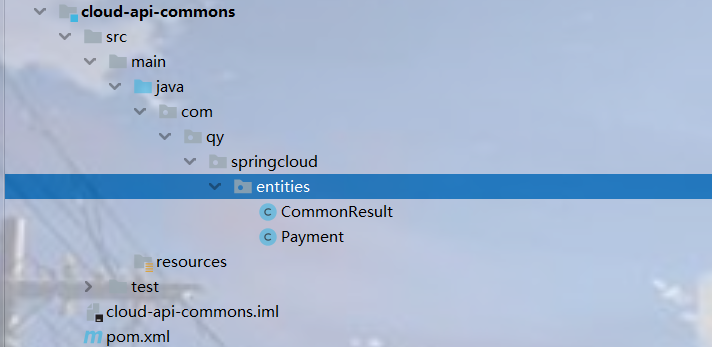 cloud-api-commons
src
main
java
com
qy
springcloud
entities
CommonResult
Payment
resources
test
cloud-api-commons.iml
pom.xml